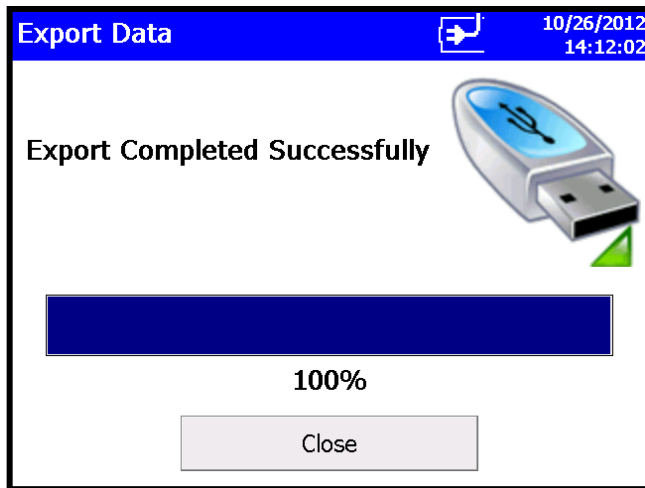 Export Data
10/26/2012
14:12:02
Export Completed Successfully
100%
Close